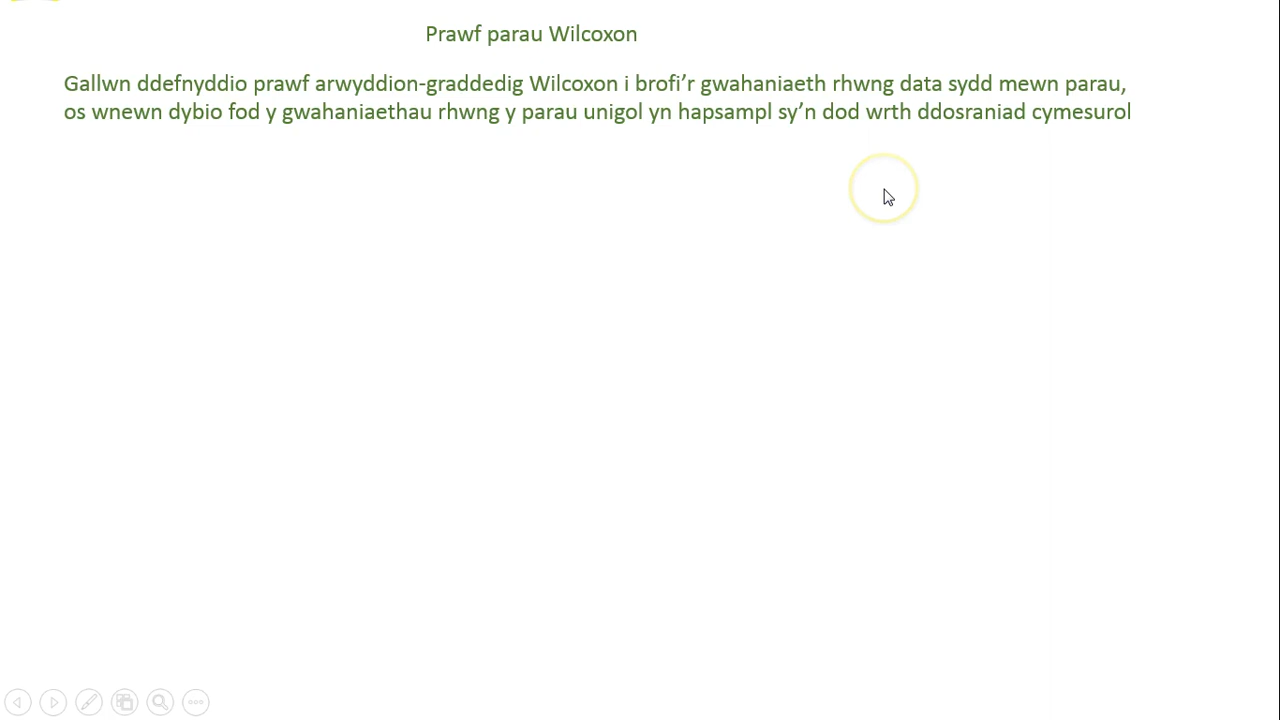 Prawf parau Wilcoxon
Gallwn ddefnyddio prawf arwyddion-graddedig Wilcoxon i brofi’r gwahaniaeth rhwng data sydd mewn parau,
os wnewn dybio fod y gwahaniaethau rhwng y parau unigol yn hapsampl sy’n dod wrth ddosraniad cymesurol